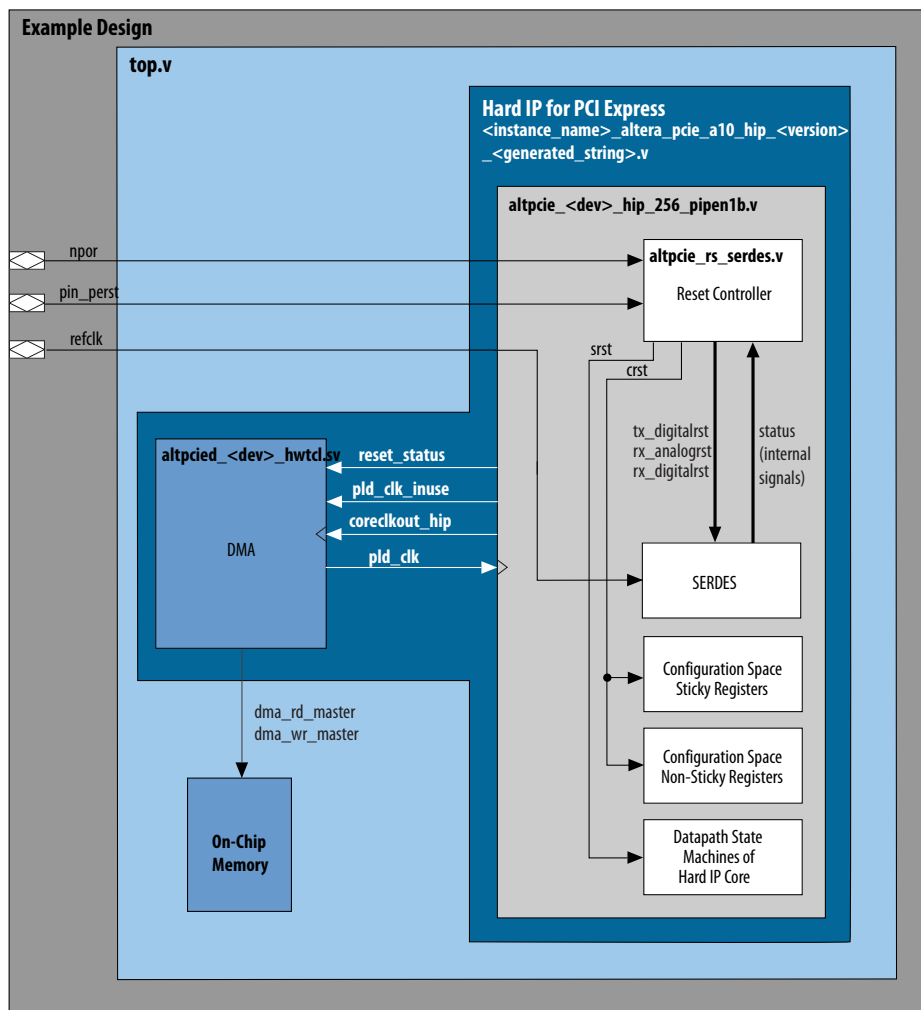 Example Design
top.v
Hard IP for PCI Express
<instance_name>_altera_pcie_a10_hip_<version>
_<generated_string>.v
altpcie_<dev>_hip_256_pipen1b.v
npor
altpcie_rs_serdes.v
Reset Controller
pin_perst
refclk
srst
crst
tx_digitalrst
rx_analogrst
rx_digitalrst
status
(internal
signals)
altpcied_<dev>_hwtcl.sv
reset_status
pld_clk_inuse
coreclkout_hip
pld_clk
DMA
SERDES
Configuration Space
Sticky Registers
dma_rd_master
dma_wr_master
Configuration Space
Non-Sticky Registers
On-Chip
Memory
Datapath State
Machines of
Hard IP Core